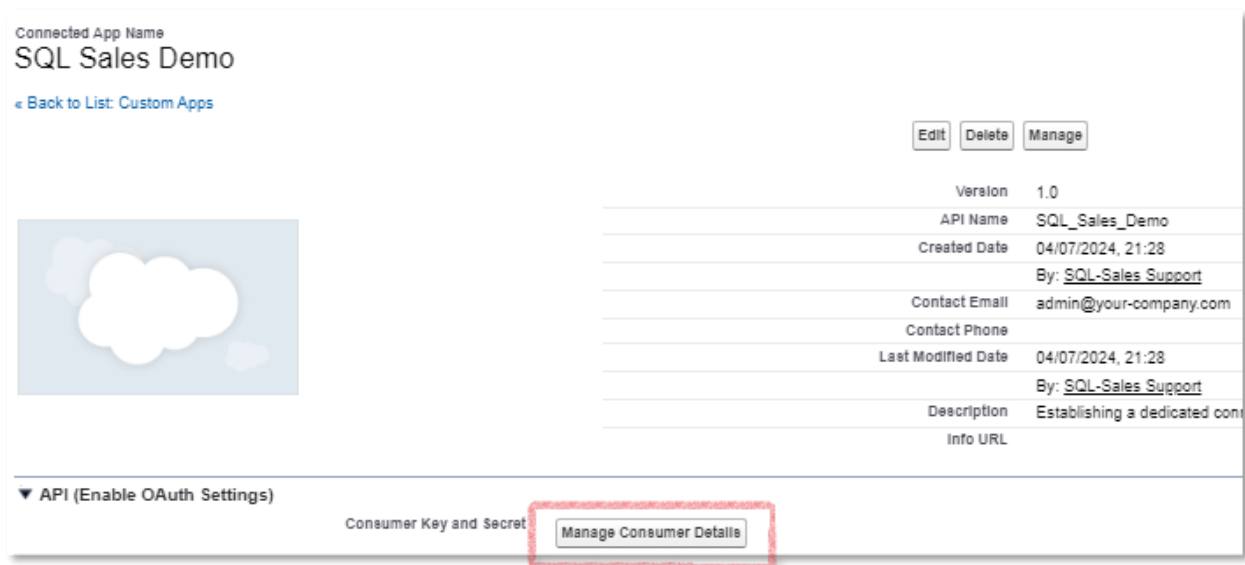 Connected App Name
SQL Sales Demo
« Back to List: Custom Apps
Edit Delete Manage
Version 1.0
API Name SQL_Sales_Demo
Created Date 04/07/2024, 21:28
By: SQL-Sales Support
Contact Email admin@your-company.com
Contact Phone
Last Modified Date 04/07/2024, 21:28
By: SQL-Sales Support
Description Establishing a dedicated
Info URL
▼ API (Enable OAuth Settings)
Consumer Key and Secret Manage Consumer Details